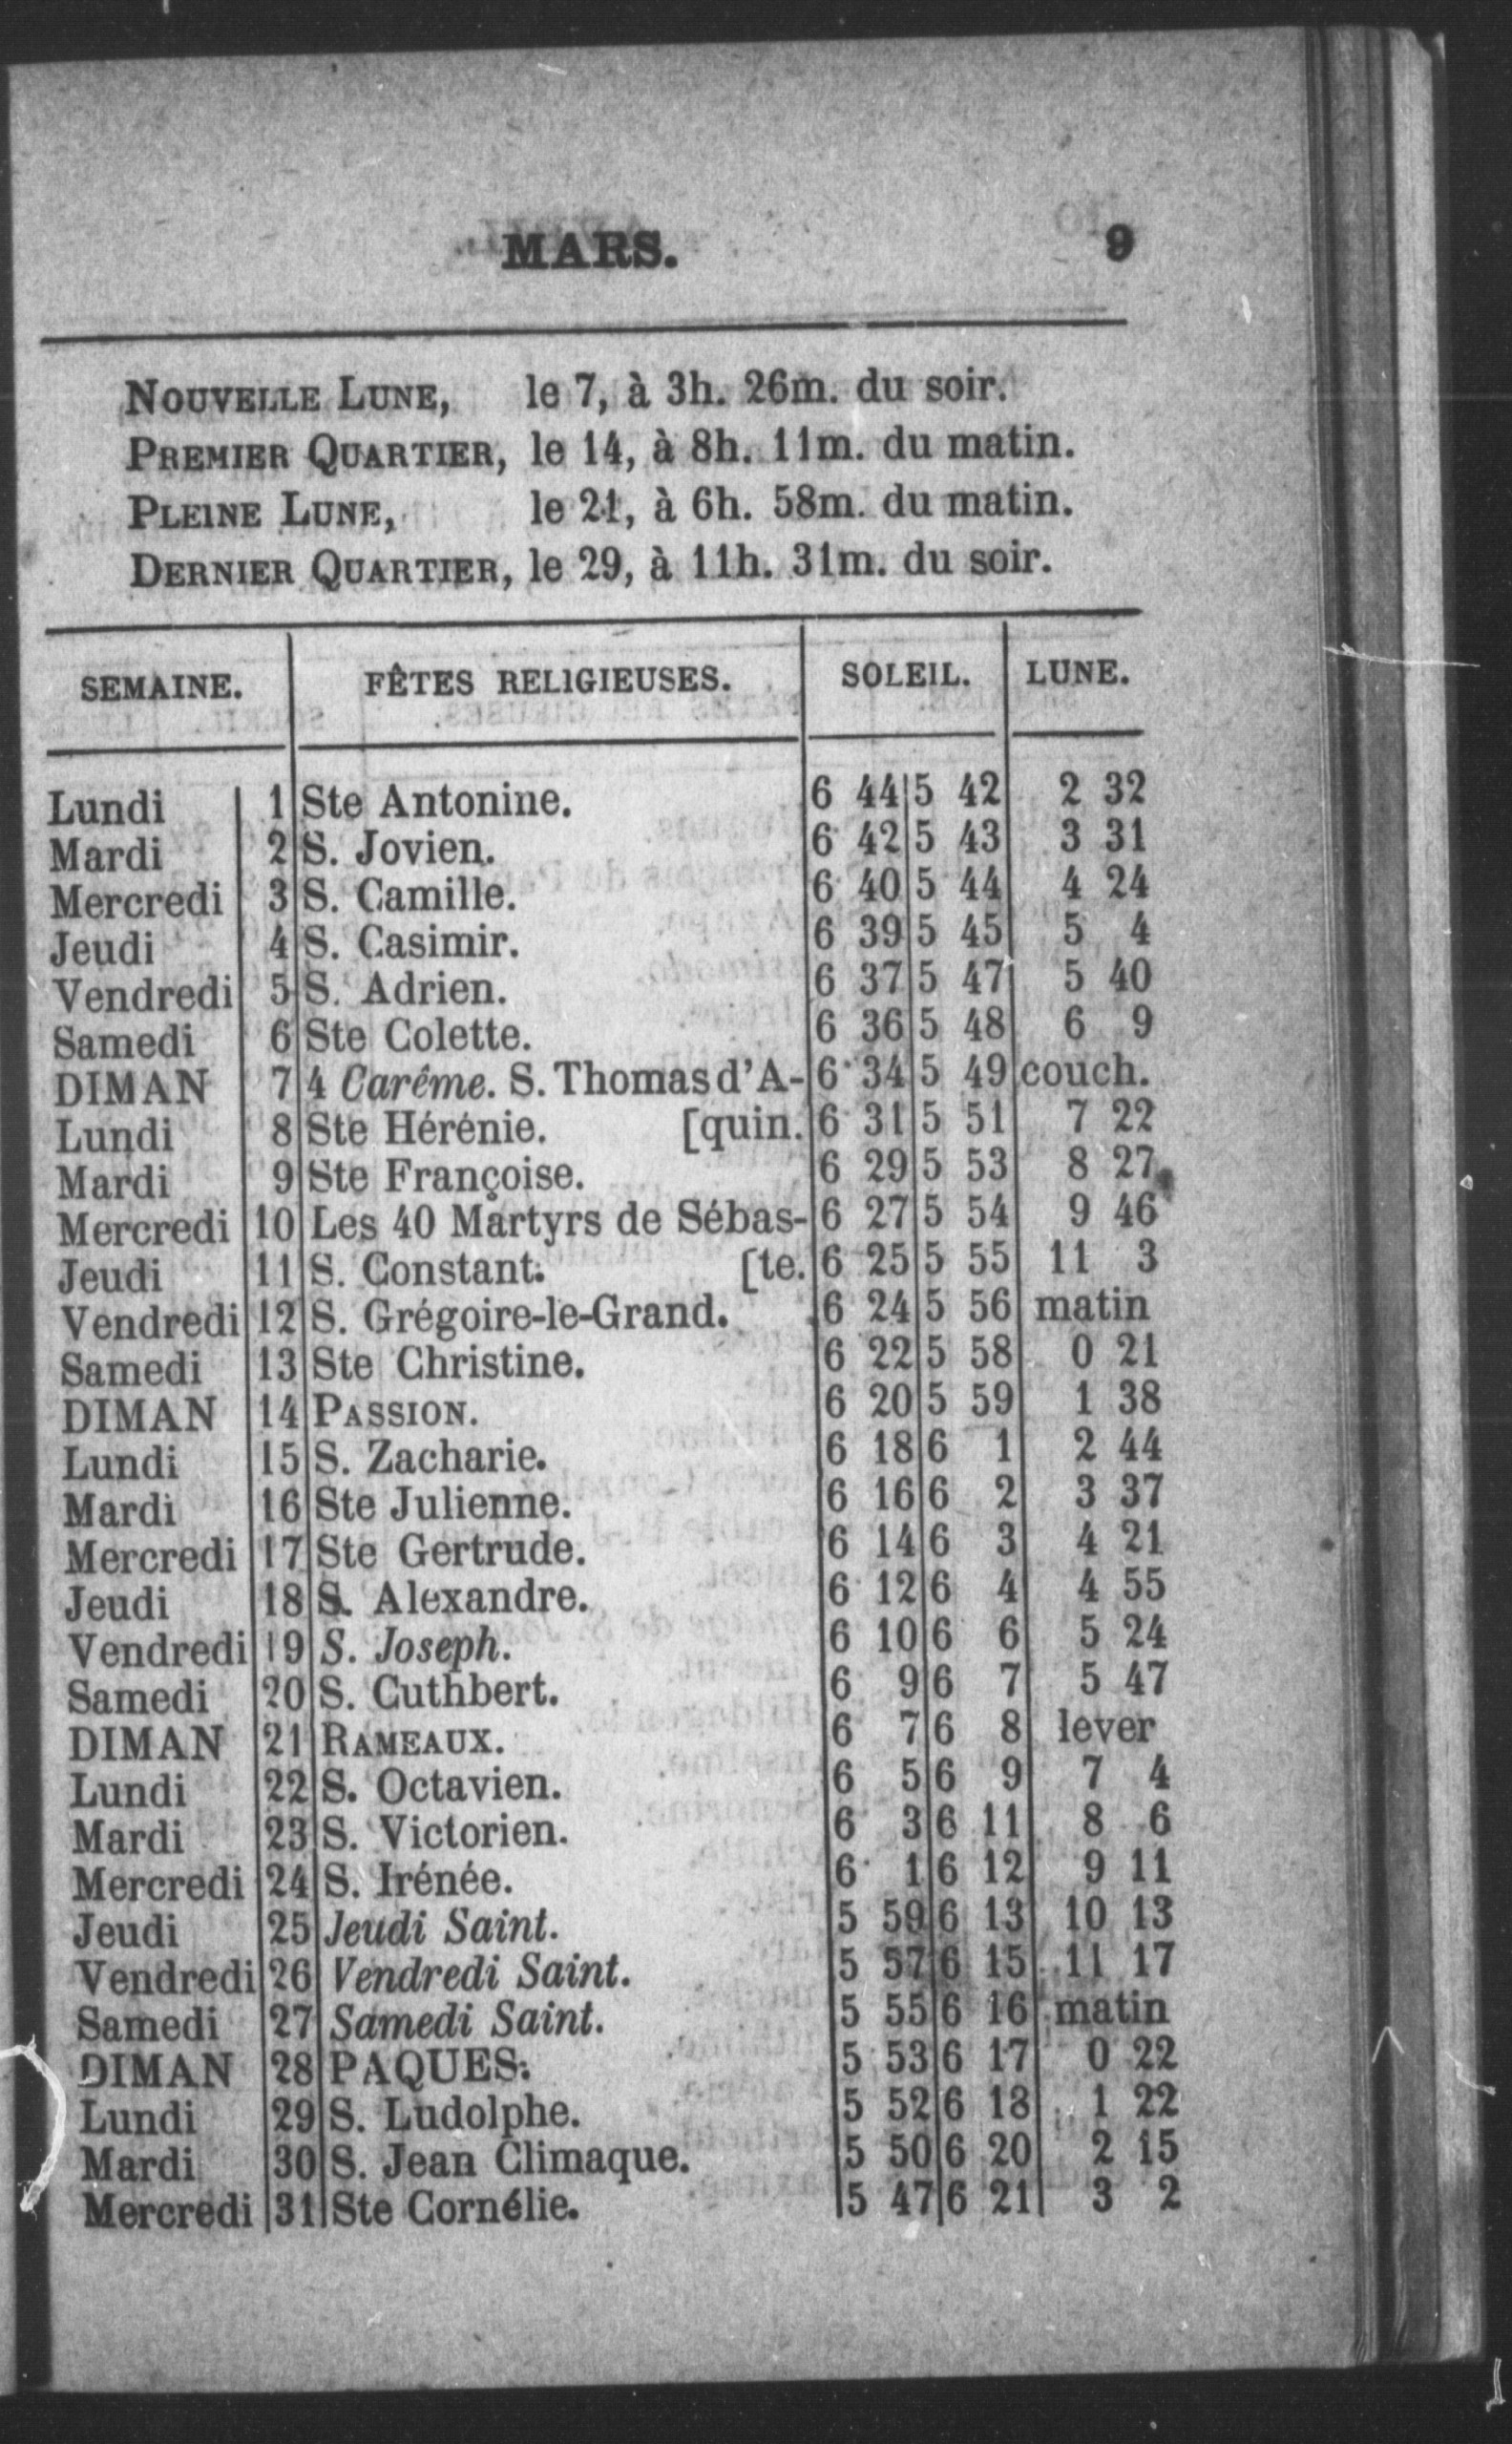 MARS. 9
NOUVELLE LUNE, le 7, à 3h. 26m. du soir.
PREMIER QUARTIER, le 14, à 8h. 11m. du matin.
PLEINE LUNE, le 21, à 6h. 58m. du matin.
DERNIER QUARTIER, le 29, à 11h. 31m. du soir.
SEMAINE. FÊTES RELIGIEUSES. SOLEIL. LUNE.
Lundi 1 Ste Antonine. 6 44 5 42 2 32
Mardi 2 S. Jovien. 6 42 5 43 3 31
Mercredi 3 S. Camille. 6 40 5 44 4 24
Jeudi 4 S. Casimir. 6 39 5 45 5 4
Vendredi 5 S. Adrien. 6 37 5 47 5 40
Samedi 6 Ste Colette. 6 36 5 48 6 9
DIMAN 7 4 Carême. S. Thomas d'A- 6 34 5 49 couch.
Lundi 8 Ste Hérénie. [quin. 6 31 5 51 7 22
Mardi 9 Ste Françoise. 6 29 5 53 8 27
Mercredi 10 Les 40 Martyrs de Sébas- 6 27 5 54 9 46
Jeudi 11 S. Constant. [te. 6 25 5 55 11 3
Vendredi 12 S. Grégoire-le-Grand. 6 24 5 56 matin
Samedi 13 Ste Christine. 6 22 5 58 0 21
DIMAN 14 PASSION. 6 20 5 59 1 38
Lundi 15 S. Zacharie. 6 18 6 1 2 44
Mardi 16 Ste Julienne. 6 16 6 2 3 37
Mercredi 17 Ste Gertrude. 6 14 6 3 4 21
Jeudi 18 S. Alexandre. 6 12 6 4 4 55
Vendredi 19 S. Joseph. 6 10 6 6 5 24
Samedi 20 S. Cuthbert. 6 9 6 7 5 47
DIMAN 21 RAMEAUX. 6 7 6 8 lever
Lundi 22 S. Octavien. 6 5 6 9 7 4
Mardi 23 S. Victorien. 6 3 6 11 8 6
Mercredi 24 S. Irénée. 6 1 6 12 9 11
Jeudi 25 Jeudi Saint. 5 59 6 13 10 13
Vendredi 26 Vendredi Saint. 5 57 6 15 11 17
Samedi 27 Samedi Saint. 5 55 6 16 matin
DIMAN 28 PAQUES. 5 53 6 17 0 22
Lundi 29 S. Ludolphe. 5 52 6 18 1 22
Mardi 30 S. Jean Climaque. 5 50 6 20 2 15
Mercredi 31 Ste Cornélie. 5 47 6 21 3 2